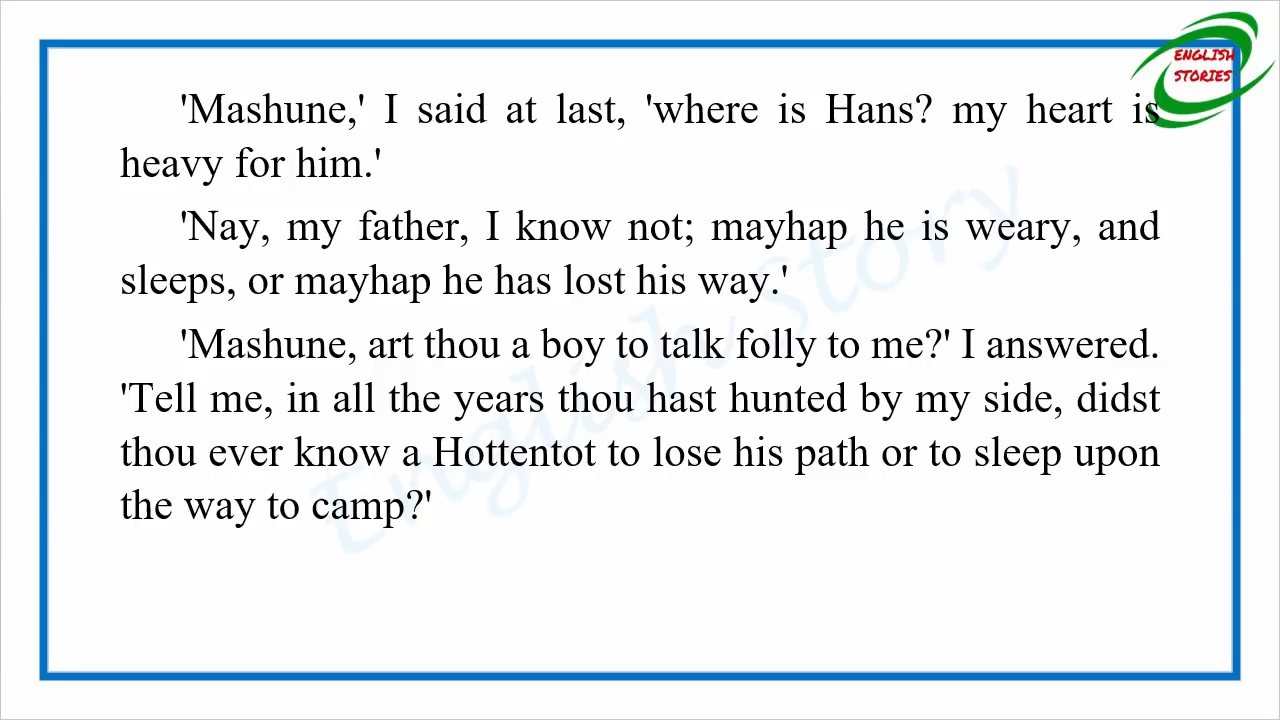 ENGLISH
STORIES
'Mashune,' I said at last, 'where is Hans? my heart is
heavy for him.'
'Nay, my father, I know not; mayhap he is weary, and
sleeps, or mayhap he has lost his way.'
'Mashune, art thou a boy to talk folly to me?' I answered.
'Tell me, in all the years thou hast hunted by my side, didst
thou ever know a Hottentot to lose his path or to sleep upon
the way to camp?'
English story